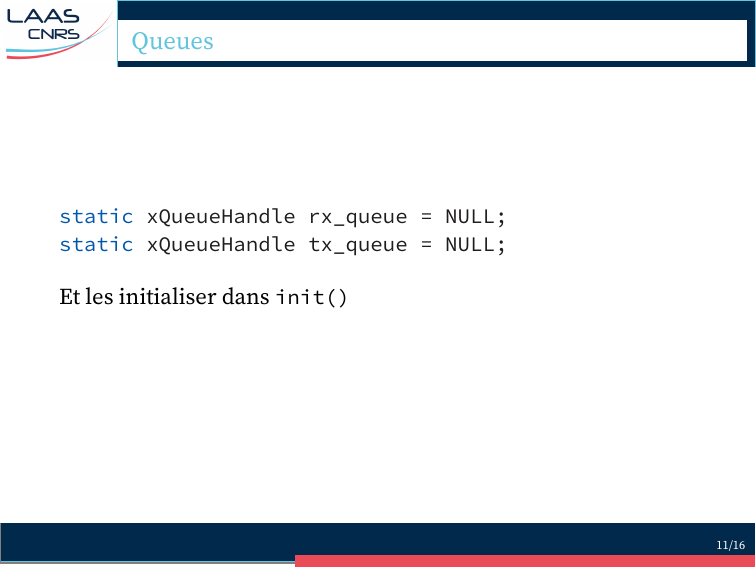 LAAS
CNRS
Queues
static xQueueHandle rx_queue = NULL;
static xQueueHandle tx_queue = NULL;
Et les initialiser dans init()
11/16